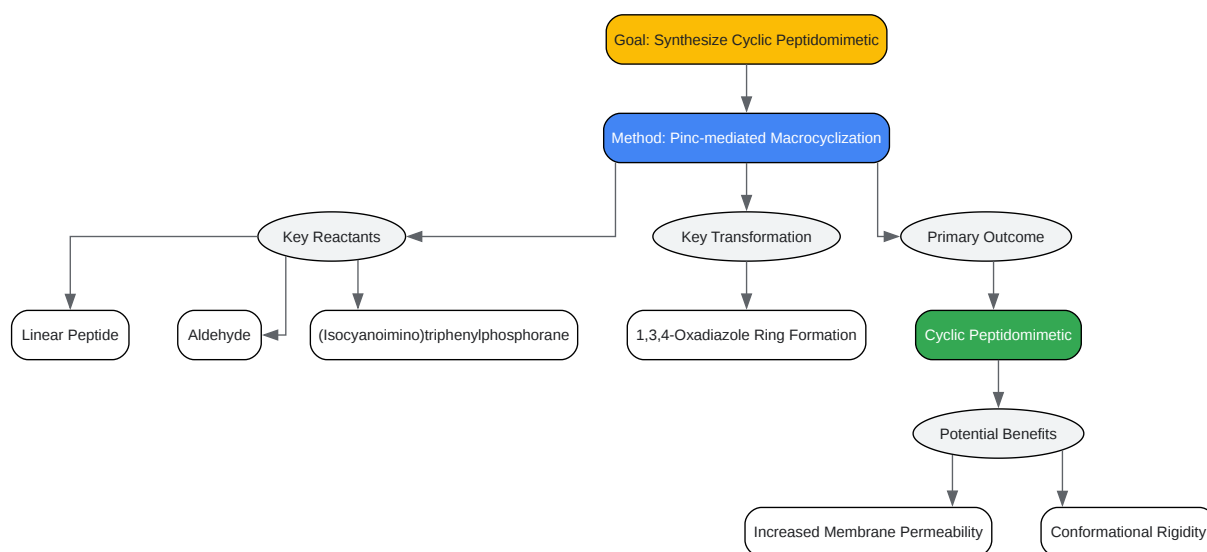 Goal: Synthesize Cyclic Peptidomimetic
Method: Pinc-mediated Macrocyclization
Key Reactants
Key Transformation
Primary Outcome
Linear Peptide
Aldehyde
(Isocyanoimino)triphenylphosphorane
1,3,4-Oxadiazole Ring Formation
Cyclic Peptidomimetic
Potential Benefits
Increased Membrane Permeability
Conformational Rigidity